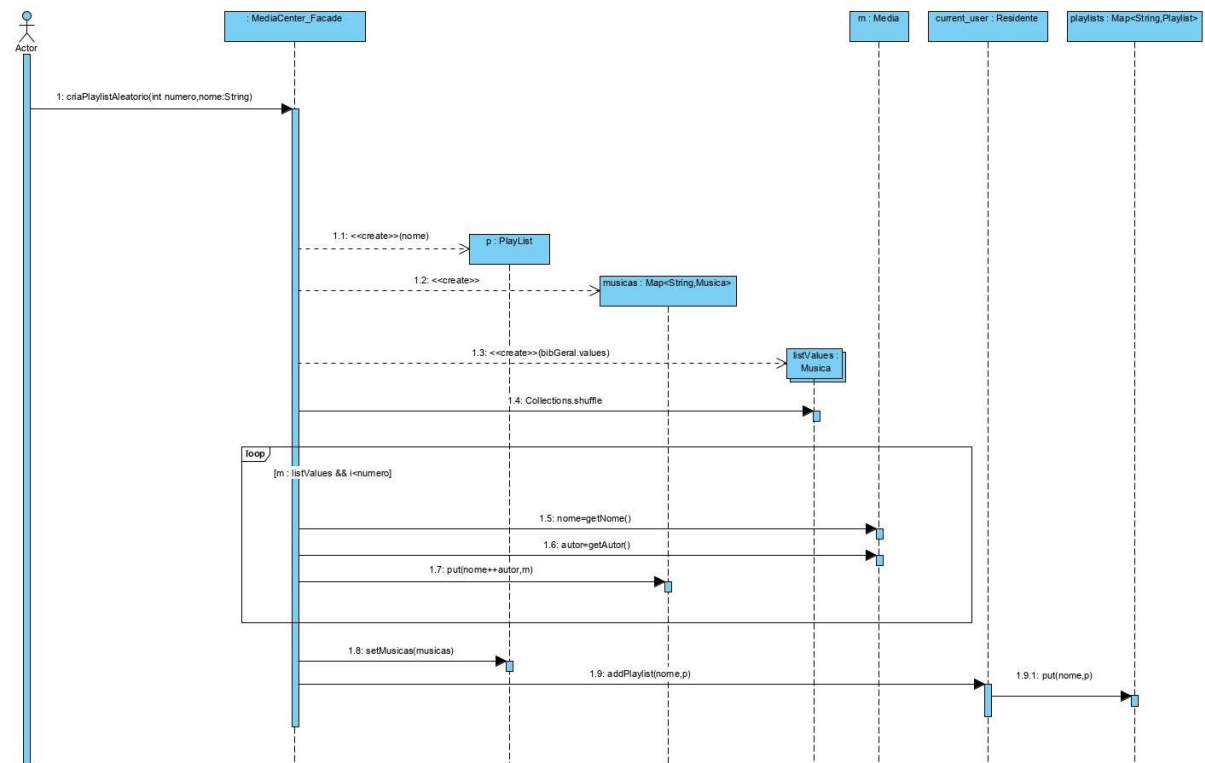 : MediaCenter_Facade
m : Media
current_user : Residente
playlists : Map<String,Playlist>
Actor
1: criaPlaylistAleatorio(int numero,nome:String)
1.1: <<create>>(nome)
p : PlayList
1.2: <<create>>
musicas : Map<String,Musica>
1.3: <<create>>(bibGeral.values)
listValues :
Musica
1.4: Collections.shuffle
loop
[m : listValues && i<numero]
1.5: nome=getNome()
1.6: autor=getAutor()
1.7: put(nome++autor,m)
1.8: setMusicas(musicas)
1.9: addPlaylist(nome,p)
1.9.1: put(nome,p)